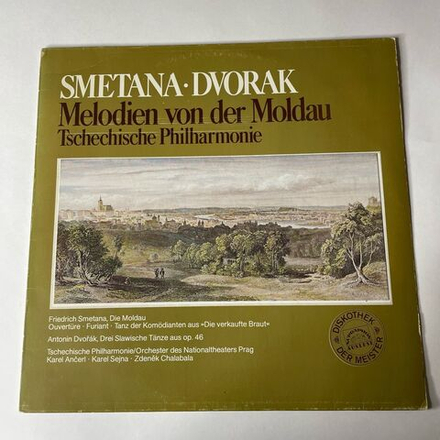 SMETANA · DVORAK
Melodien von der Moldau
Tschechische Philharmonie
Friedrich Smetana, Die Moldau
Ouvertüre · Furiant · Tanz der Komödianten aus »Die verkaufte Braut«
Antonin Dvořák, Drei Slawische Tänze aus op. 46
Tschechische Philharmonie/Orchester des Nationaltheaters Prag
Karel Ančerl · Karel Sejna · Zdeněk Chalabala
DISKOTHEK
DER MEISTER